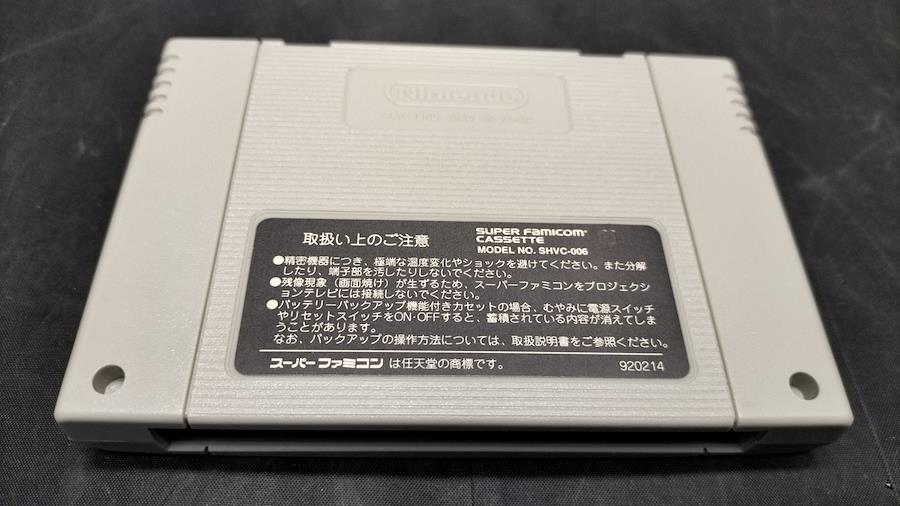 Nintendo
取扱い上のご注意
SUPER FAMICOM
CASSETTE
MODEL NO. SHVC-006
●精密機器につき、極端な温度変化やショックを避けてください。また分解
したり、端子部を汚したりしないでください。
●残像現象（画面焼け）が生ずるため、スーパーファミコンをプロジェクシ
ョンテレビには接続しないでください。
●バッテリーバックアップ機能付きカセットの場合、むやみに電源スイッチ
やリセットスイッチをON·OFFすると、蓄積されている内容が消えてしま
うことがあります。
なお、バックアップの操作方法については、取扱説明書をご参照ください。
スーパーファミコン は任天堂の商標です。
920214